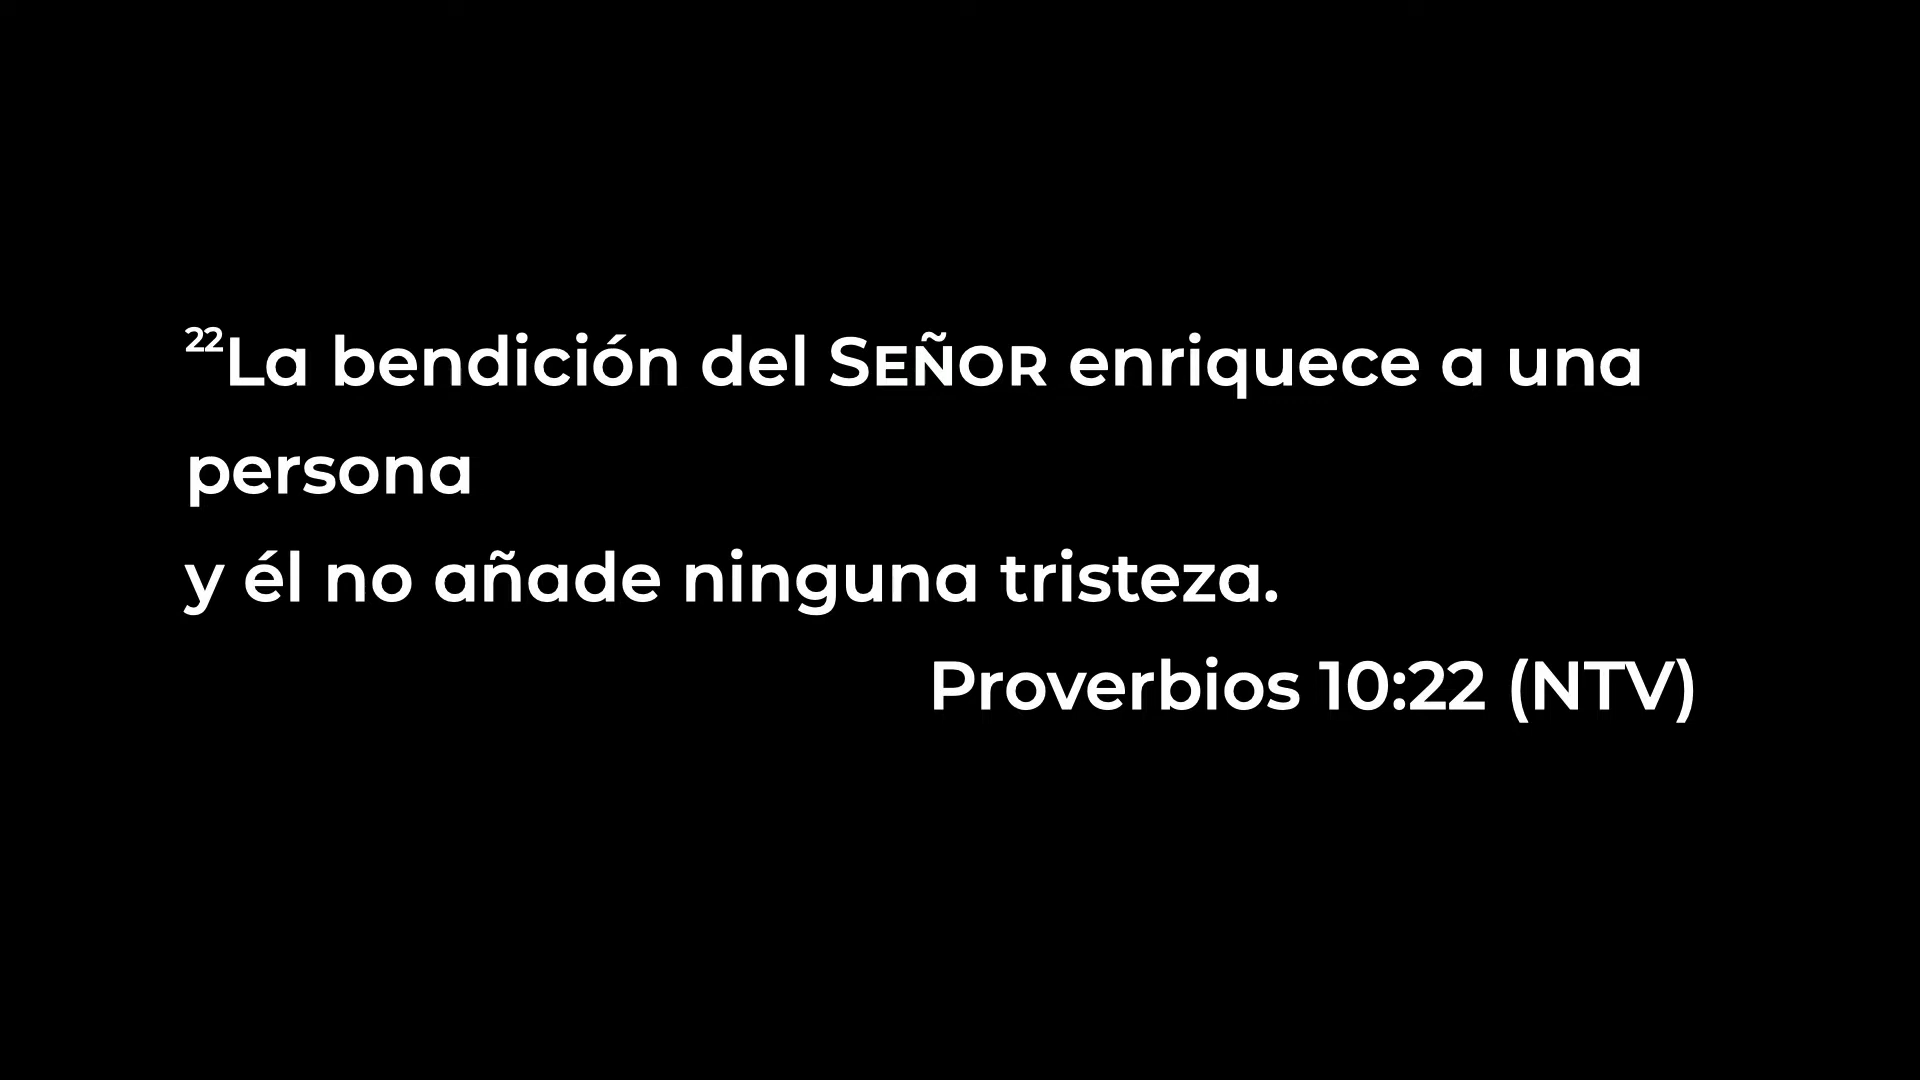 ²²La bendición del SEÑOR enriquece a una
persona
y él no añade ninguna tristeza.
Proverbios 10:22 (NTV)